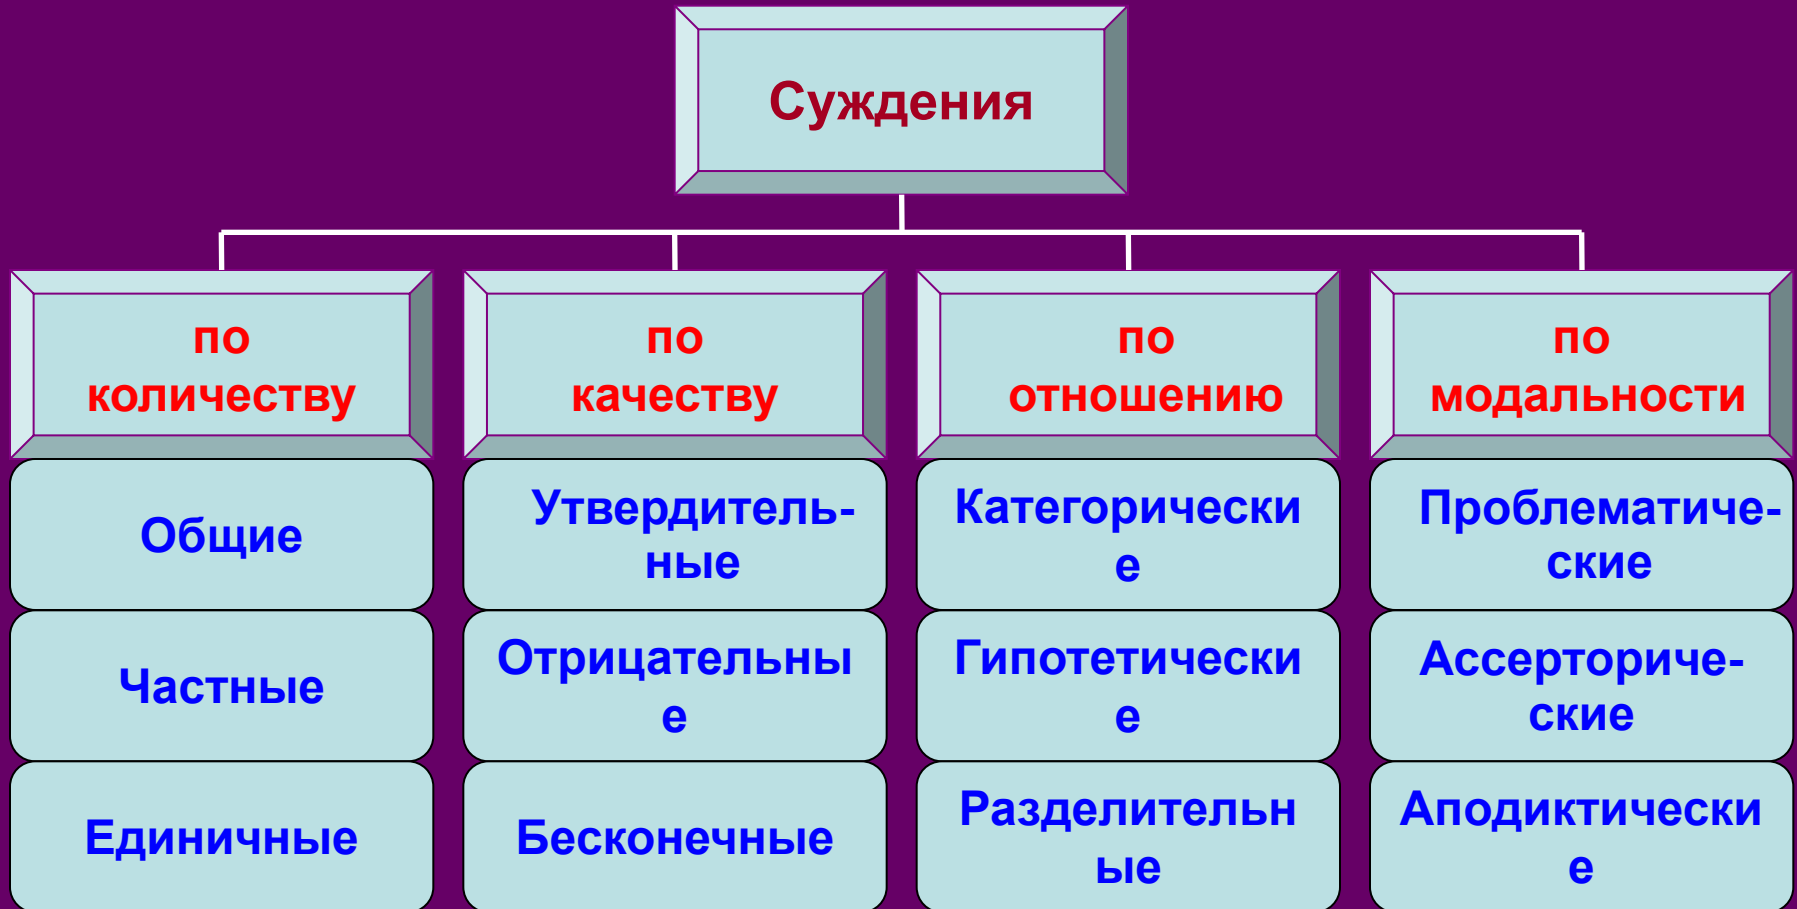 Суждения
по
количеству
Общие
Частные
Единичные
по
качеству
Утвердитель-
ные
Отрицательны
е
Бесконечные
по
отношению
Категорически
е
Гипотетически
е
Разделительн
ые
по
модальности
Проблематиче-
ские
Ассерториче-
ские
Аподиктически
е